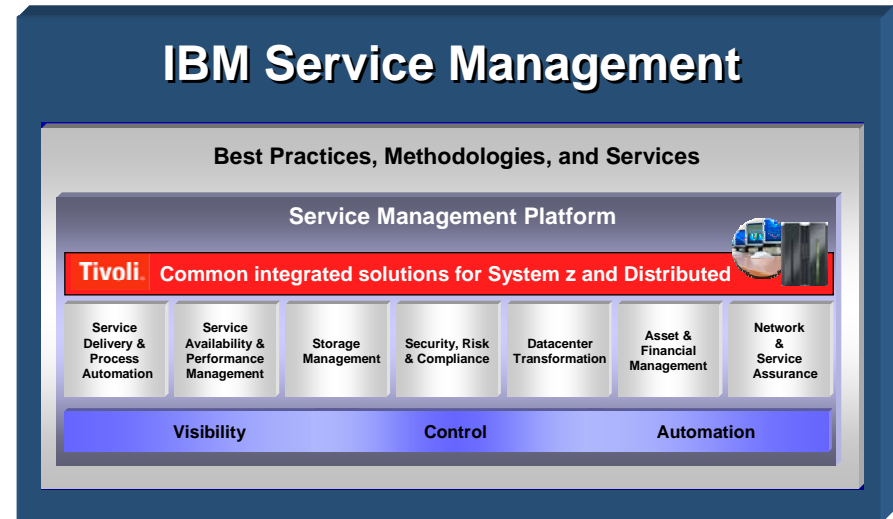 IBM Service Management
Best Practices, Methodologies, and Services
Service Management Platform
Tivoli. Common integrated solutions for System z and Distributed
Service
Delivery &
Process
Automation
Service
Availability &
Performance
Management
Storage
Management
Security, Risk
& Compliance
Datacenter
Transformation
Asset &
Financial
Management
Network
&
Service
Assurance
Visibility
Control
Automation